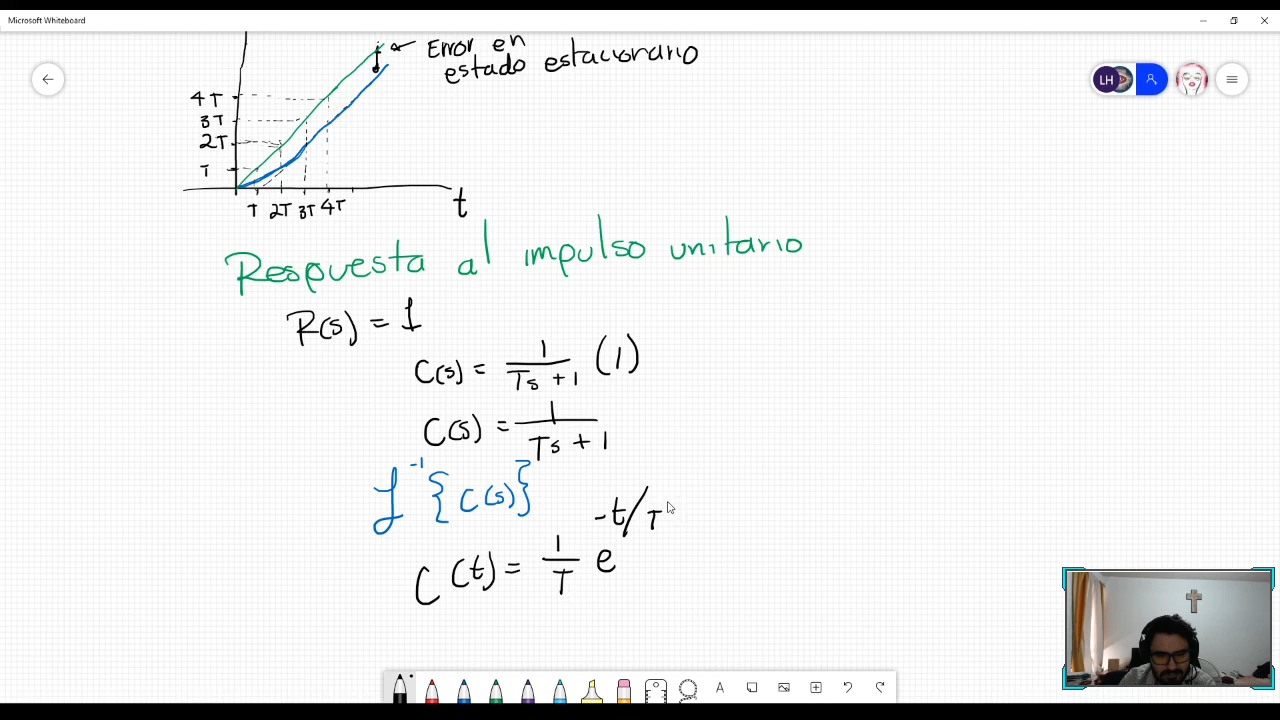 Microsoft Whiteboard
Error en
estado estacionario
LH
4T
3T
2T
T
T 2T 3T 4T
t
Respuesta al impulso unitario
R(s) = 1
C(s) = 1/(Ts + 1) (1)
C(s) = 1/(Ts + 1)
ℒ⁻¹{C(s)}
C(t) = 1/T e^(-t/T)
A